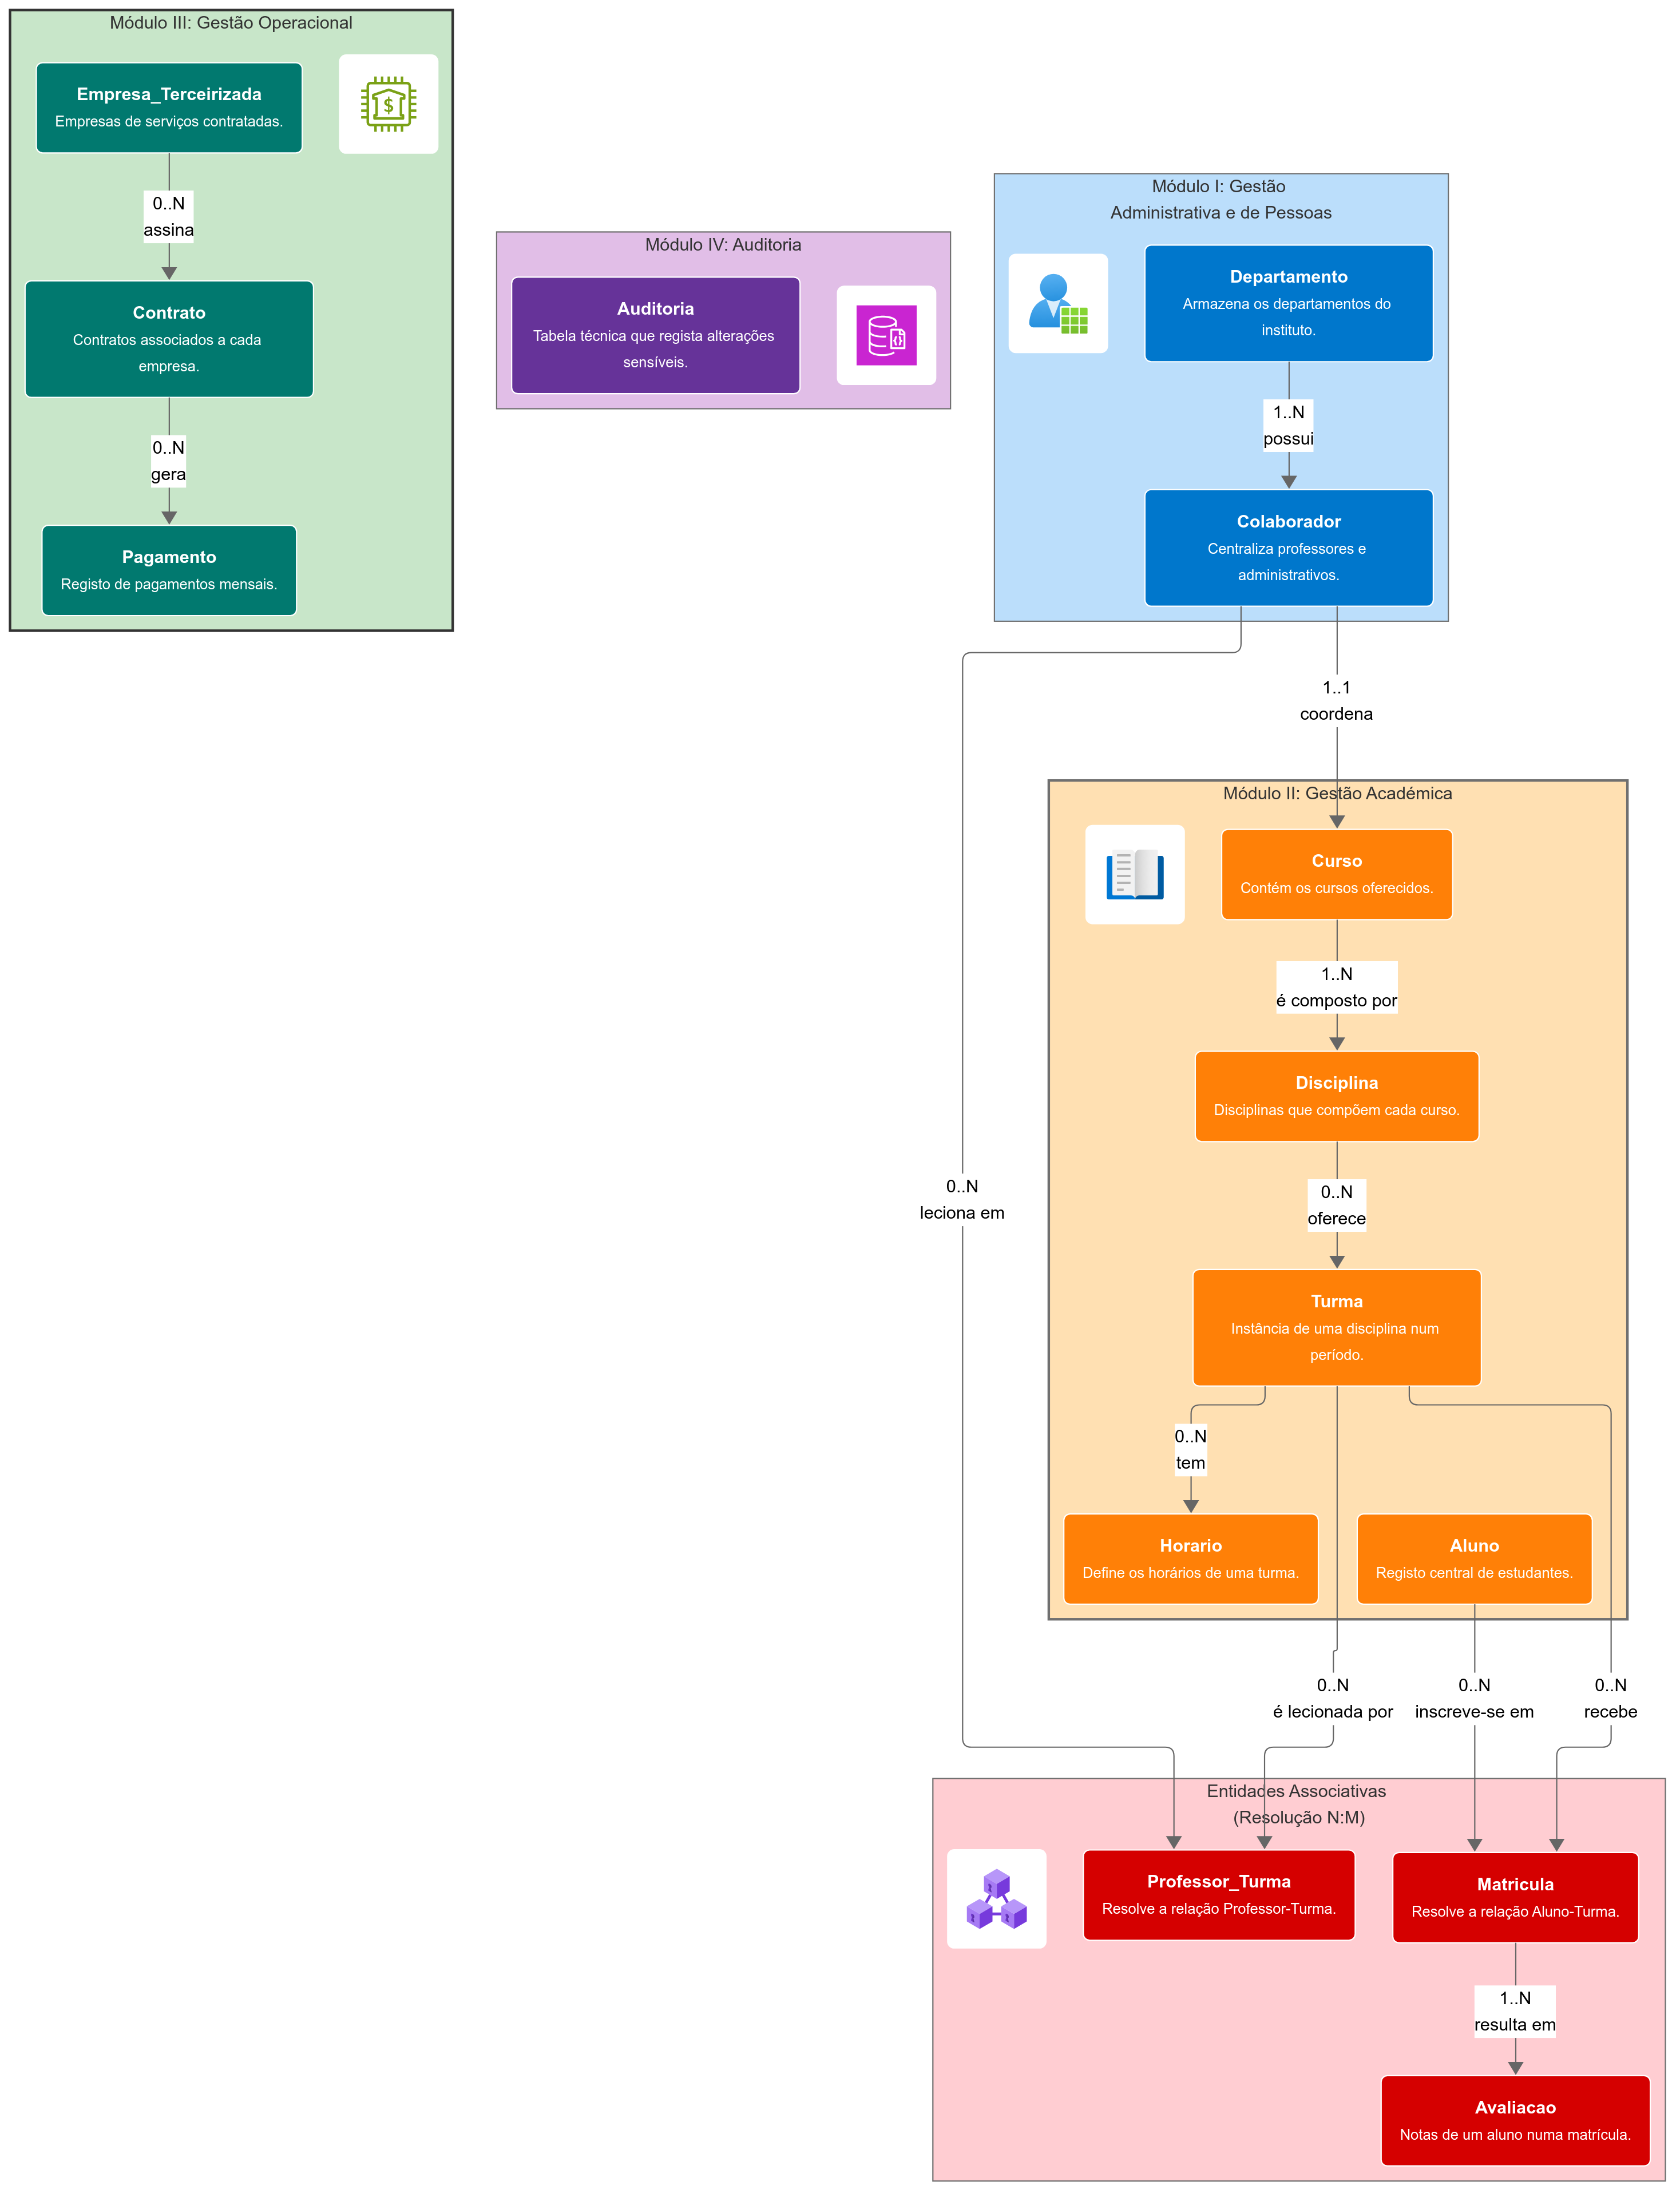 Módulo III: Gestão Operacional
Empresa_Terceirizada
Empresas de serviços contratadas.
0..N
assina
Contrato
Contratos associados a cada
empresa.
0..N
gera
Pagamento
Registo de pagamentos mensais.
Módulo IV: Auditoria
Auditoria
Tabela técnica que regista alterações
sensíveis.
Módulo I: Gestão
Administrativa e de Pessoas
Departamento
Armazena os departamentos do
instituto.
1..N
possui
Colaborador
Centraliza professores e
administrativos.
1..1
coordena
Módulo II: Gestão Académica
Curso
Contém os cursos oferecidos.
1..N
é composto por
Disciplina
Disciplinas que compõem cada curso.
0..N
leciona em
0..N
oferece
Turma
Instância de uma disciplina num
período.
0..N
tem
Horario
Define os horários de uma turma.
Aluno
Registo central de estudantes.
0..N
é lecionada por
0..N
inscreve-se em
0..N
recebe
Entidades Associativas
(Resolução N:M)
Professor_Turma
Resolve a relação Professor-Turma.
Matricula
Resolve a relação Aluno-Turma.
1..N
resulta em
Avaliacao
Notas de um aluno numa matrícula.